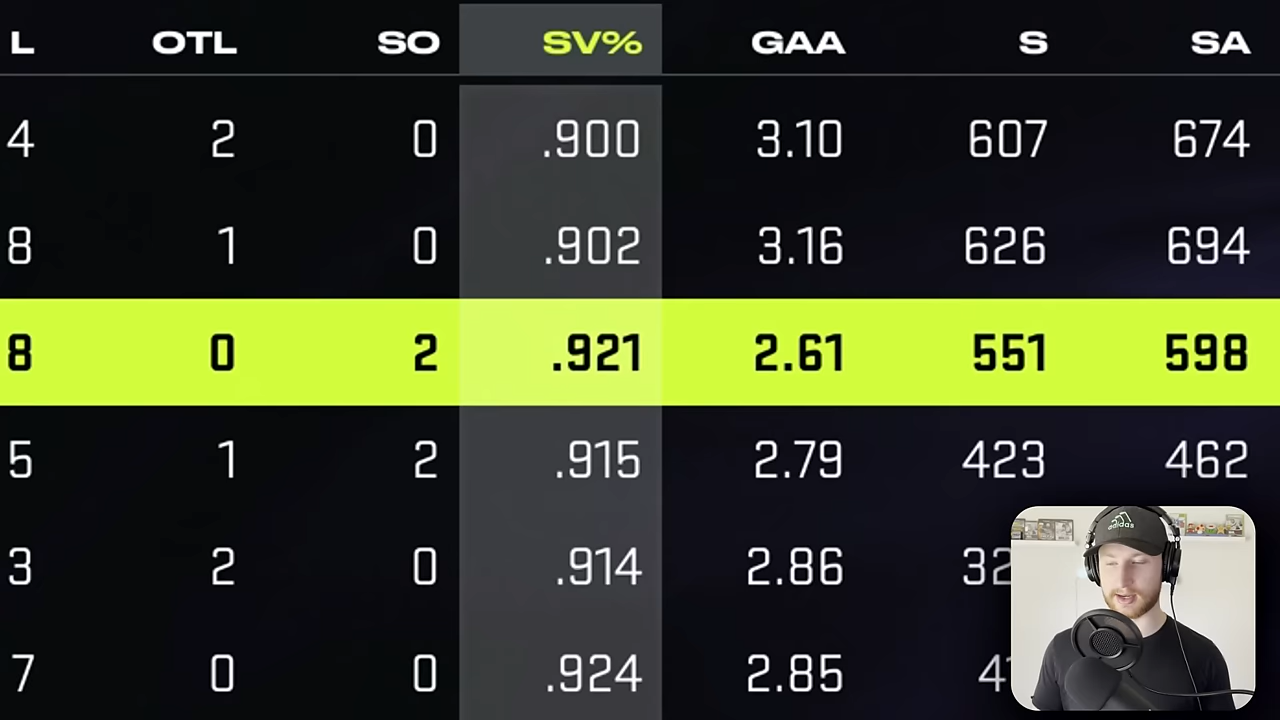 L OTL SO SV% GAA S SA
4 2 0 .900 3.10 607 674
8 1 0 .902 3.16 626 694
8 0 2 .921 2.61 551 598
5 1 2 .915 2.79 423 462
3 2 0 .914 2.86
7 0 0 .924 2.85
adidas